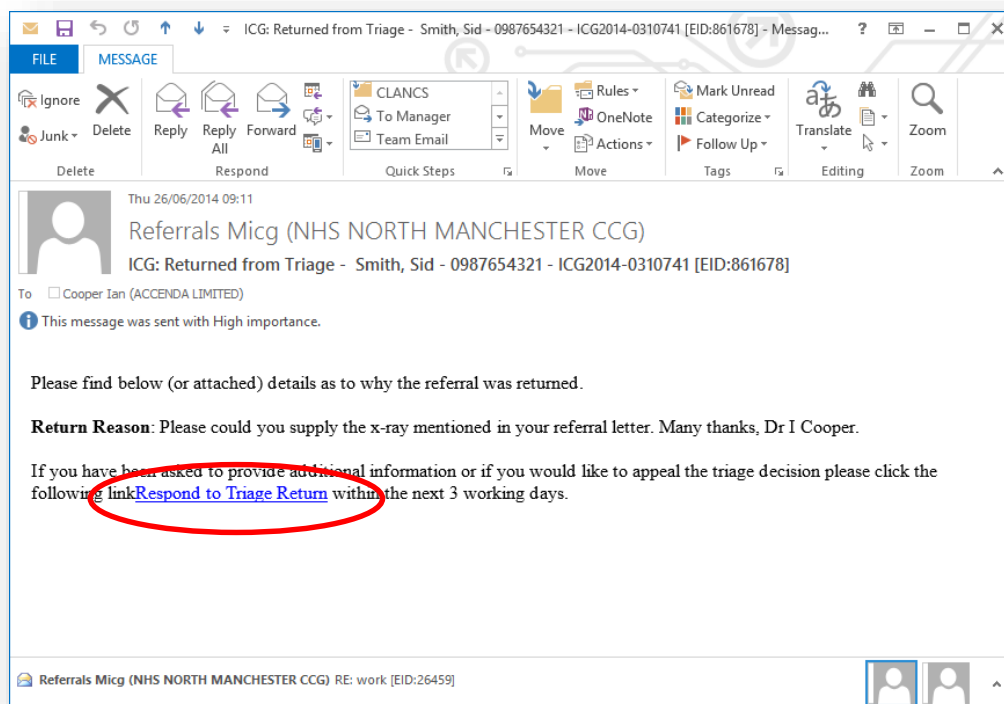 ICG: Returned from Triage - Smith, Sid - 0987654321 - ICG2014-0310741 [EID:861678] - Messag...
FILE MESSAGE
Ignore
Junk
Delete
Reply
Reply All
Forward
CLANCS
To Manager
Team Email
Move
Rules
OneNote
Actions
Mark Unread
Categorize
Follow Up
Translate
Zoom
Delete Respond Quick Steps Move Tags Editing Zoom
Thu 26/06/2014 09:11
Referrals Micg (NHS NORTH MANCHESTER CCG)
ICG: Returned from Triage - Smith, Sid - 0987654321 - ICG2014-0310741 [EID:861678]
To Cooper Ian (ACCENDA LIMITED)
This message was sent with High importance.
Please find below (or attached) details as to why the referral was returned.
Return Reason: Please could you supply the x-ray mentioned in your referral letter. Many thanks, Dr I Cooper.
If you have been asked to provide additional information or if you would like to appeal the triage decision please click the
following linkRespond to Triage Return within the next 3 working days.
Referrals Micg (NHS NORTH MANCHESTER CCG) RE: work [EID:26459]